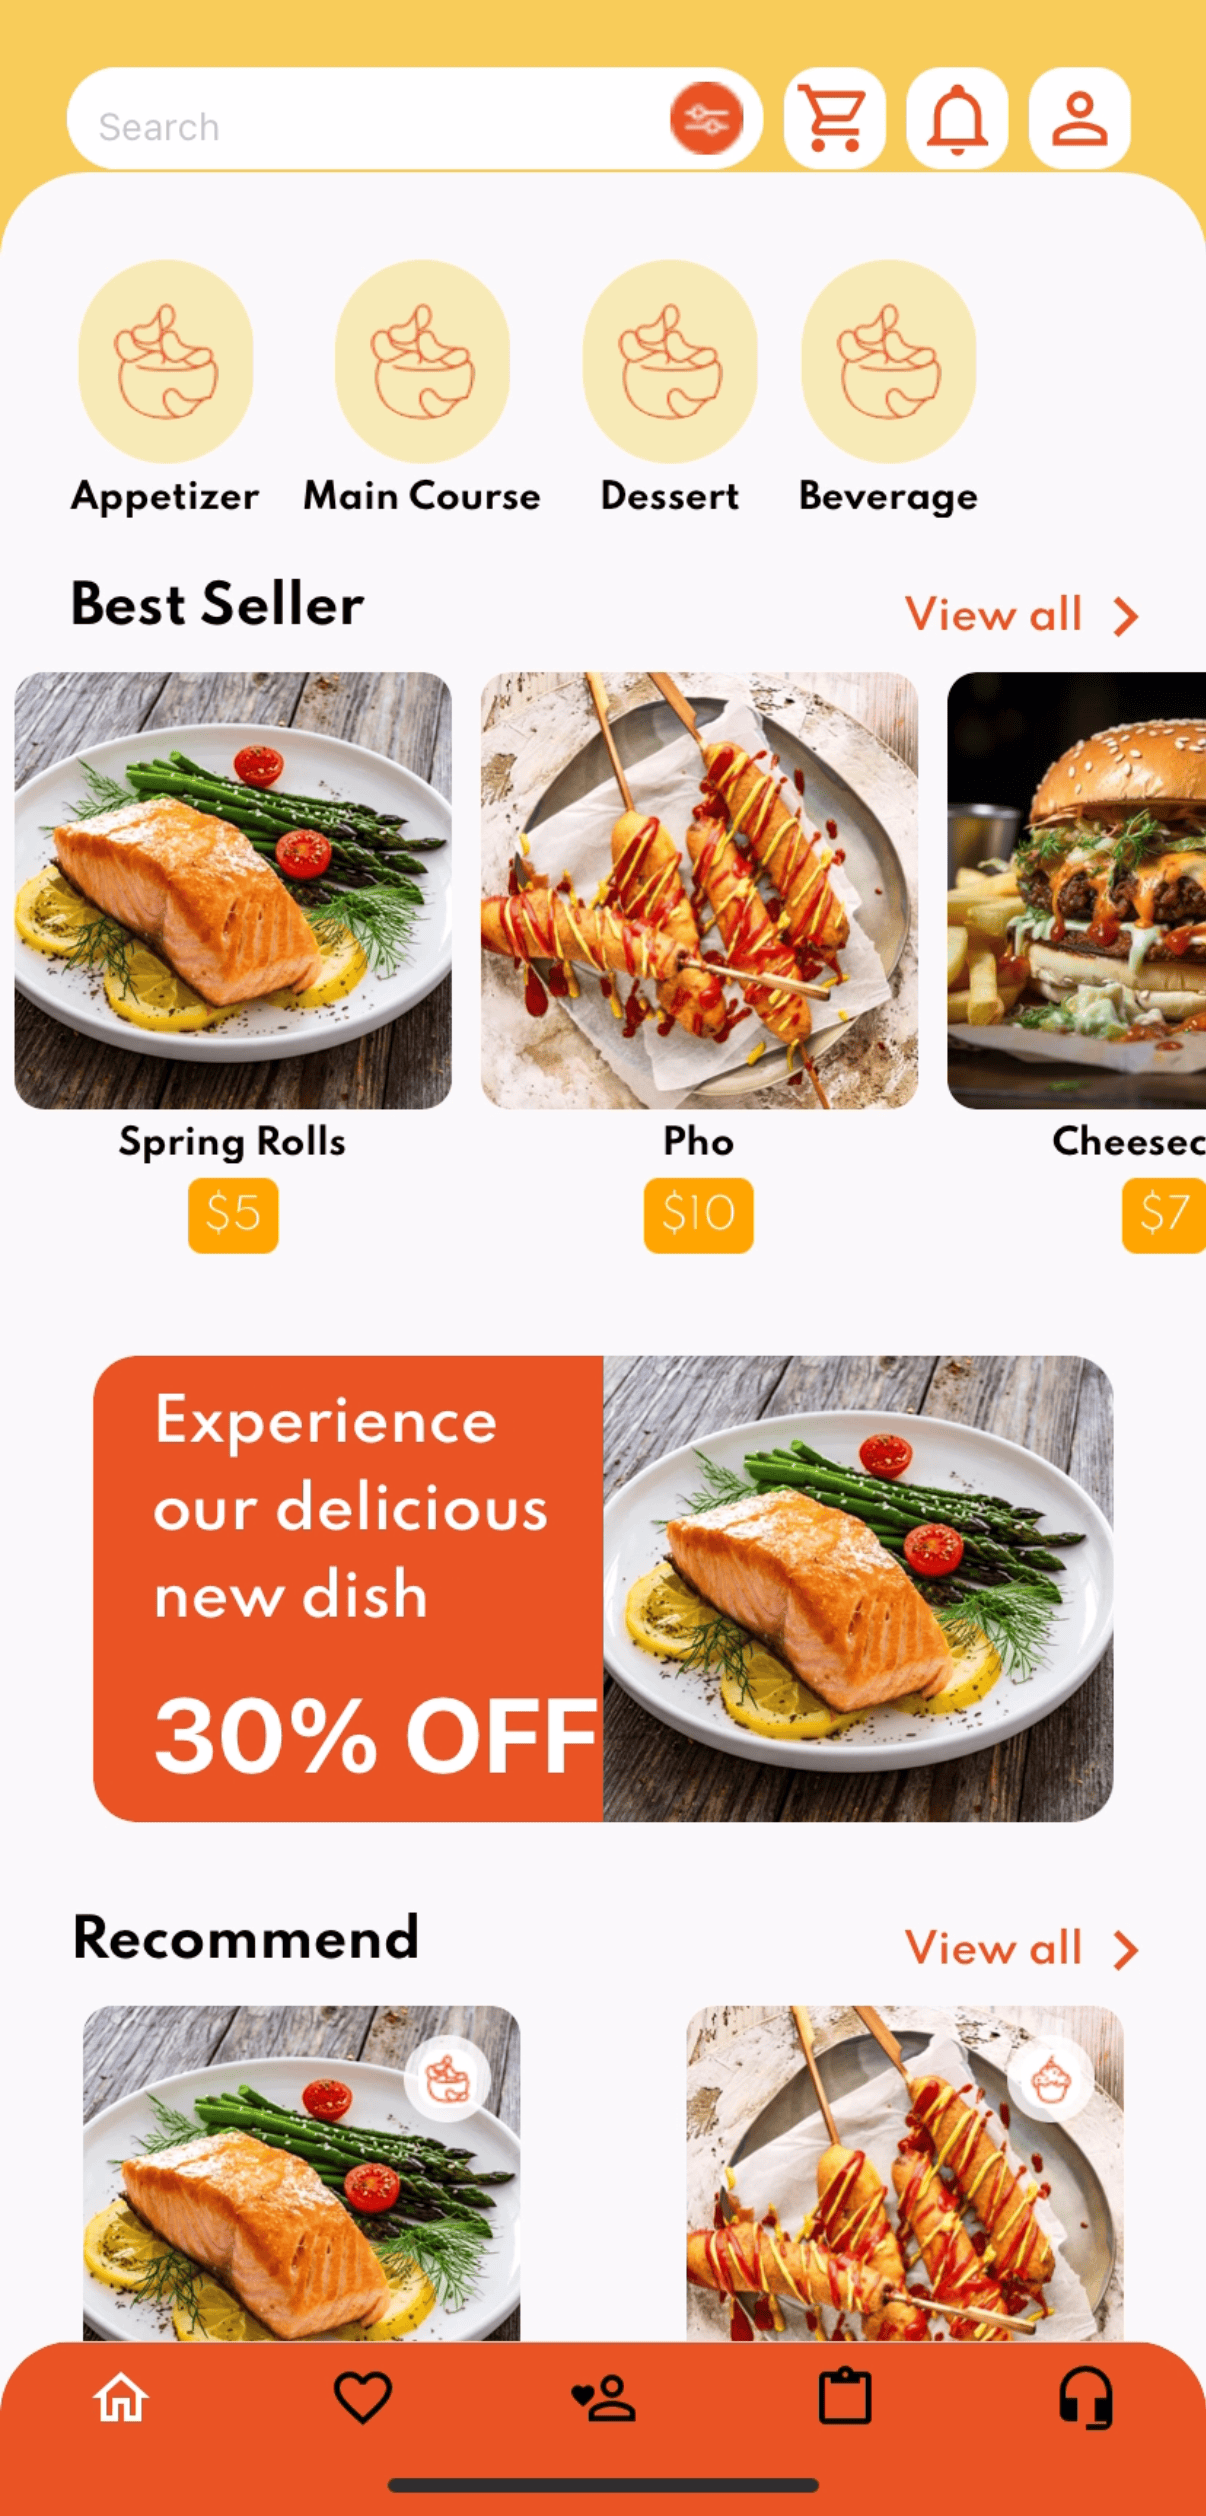 Search
Appetizer Main Course Dessert Beverage
Best Seller View all
Spring Rolls Pho Cheesec
$5 $10 $7
Experience
our delicious
new dish
30% OFF
Recommend View all